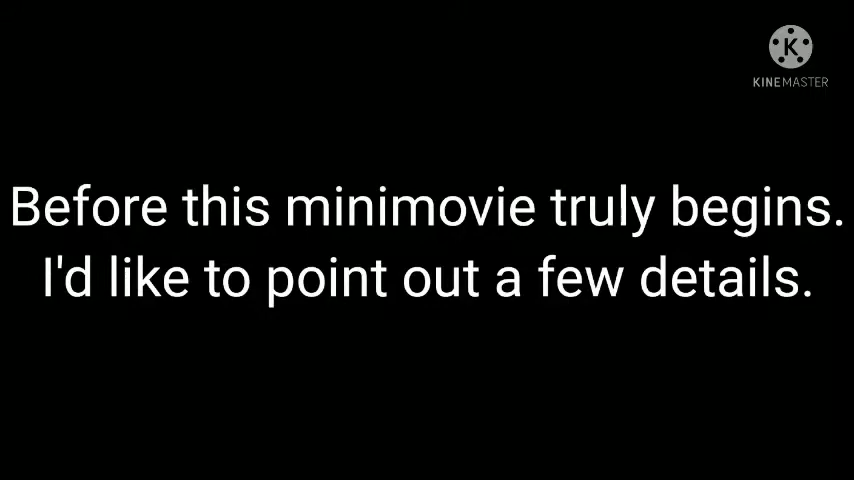 K
KINEMASTER
Before this minimovie truly begins.
I'd like to point out a few details.